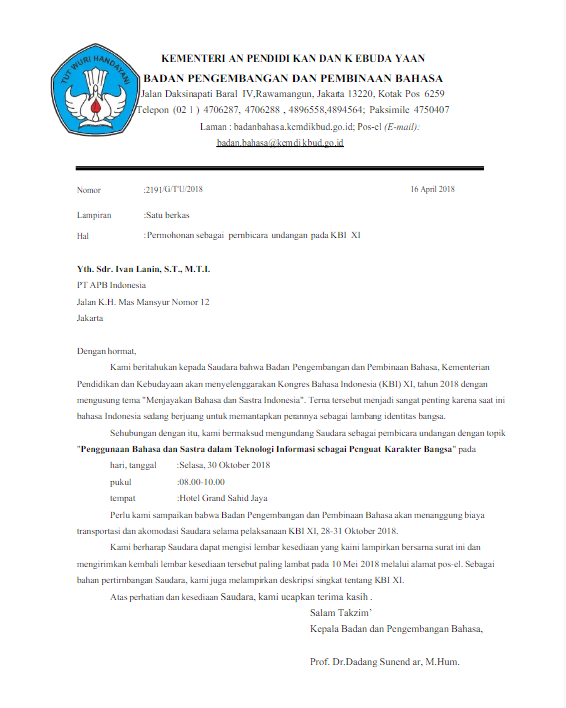 TUT WURI HANDAYANI
KEMENTERI AN PENDIDI KAN DAN K EBUDA YAAN
BADAN PENGEMBANGAN DAN PEMBINAAN BAHASA
Jalan Daksinapati Baral IV,Rawamangun, Jakarta 13220, Kotak Pos 6259
Telepon (02 1 ) 4706287, 4706288 , 4896558,4894564; Paksimile 4750407
Laman : badanbahasa.kemdikbud.go.id; Pos-el (E-mail):
badan.bahasa@kemdikbud.go.id
Nomor :2191/G/TU/2018 16 April 2018
Lampiran :Satu berkas
Hal :Permohonan sebagai pernbicara undangan pada KBI XI
Yth. Sdr. Ivan Lanin, S.T., M.T.I.
PT APB Indonesia
Jalan K.H. Mas Mansyur Nomor 12
Jakarta
Dengan hormat,
Kami beritahukan kepada Saudara bahwa Badan Pengembangan dan Pembinaan Bahasa, Kementerian
Pendidikan dan Kebudayaan akan menyelenggarakan Kongres Bahasa Indonesia (KBI) XI, tahun 2018 dengan
mengusung tema "Menjayakan Bahasa dan Sastra Indonesia". Terna tersebut menjadi sangat penting karena saat ini
bahasa Indonesia sedang berjuang untuk memantapkan perannya sebagai lambang identitas bangsa.
Sehubungan dengan itu, kami bermaksud mengundang Saudara sebagai pembicara undangan dengan topik
"Penggunaan Bahasa dan Sastra dalam Teknologi Informasi sebagai Penguat Karakter Bangsa" pada
hari, tanggal :Selasa, 30 Oktober 2018
pukul :08.00-10.00
tempat :Hotel Grand Sahid Jaya
Perlu kami sampaikan bahwa Badan Pengembangan dan Pembinaan Bahasa akan menanggung biaya
transportasi dan akomodasi Saudara selama pelaksanaan KBI XI, 28-31 Oktober 2018.
Kami berharap Saudara dapat mengisi lembar kesediaan yang kaini lampirkan bersarna surat ini dan
mengirimkan kembali lembar kesediaan tersebut paling lambat pada 10 Mei 2018 melalui alamat pos-el. Sebagai
bahan pertirnbangan Saudara, kami juga melampirkan deskripsi singkat tentang KBI XI.
Atas perhatian dan kesediaan Saudara, kami ucapkan terima kasih .
Salam Takzim’
Kepala Badan dan Pengembangan Bahasa,
Prof. Dr.Dadang Sunend ar, M.Hum.